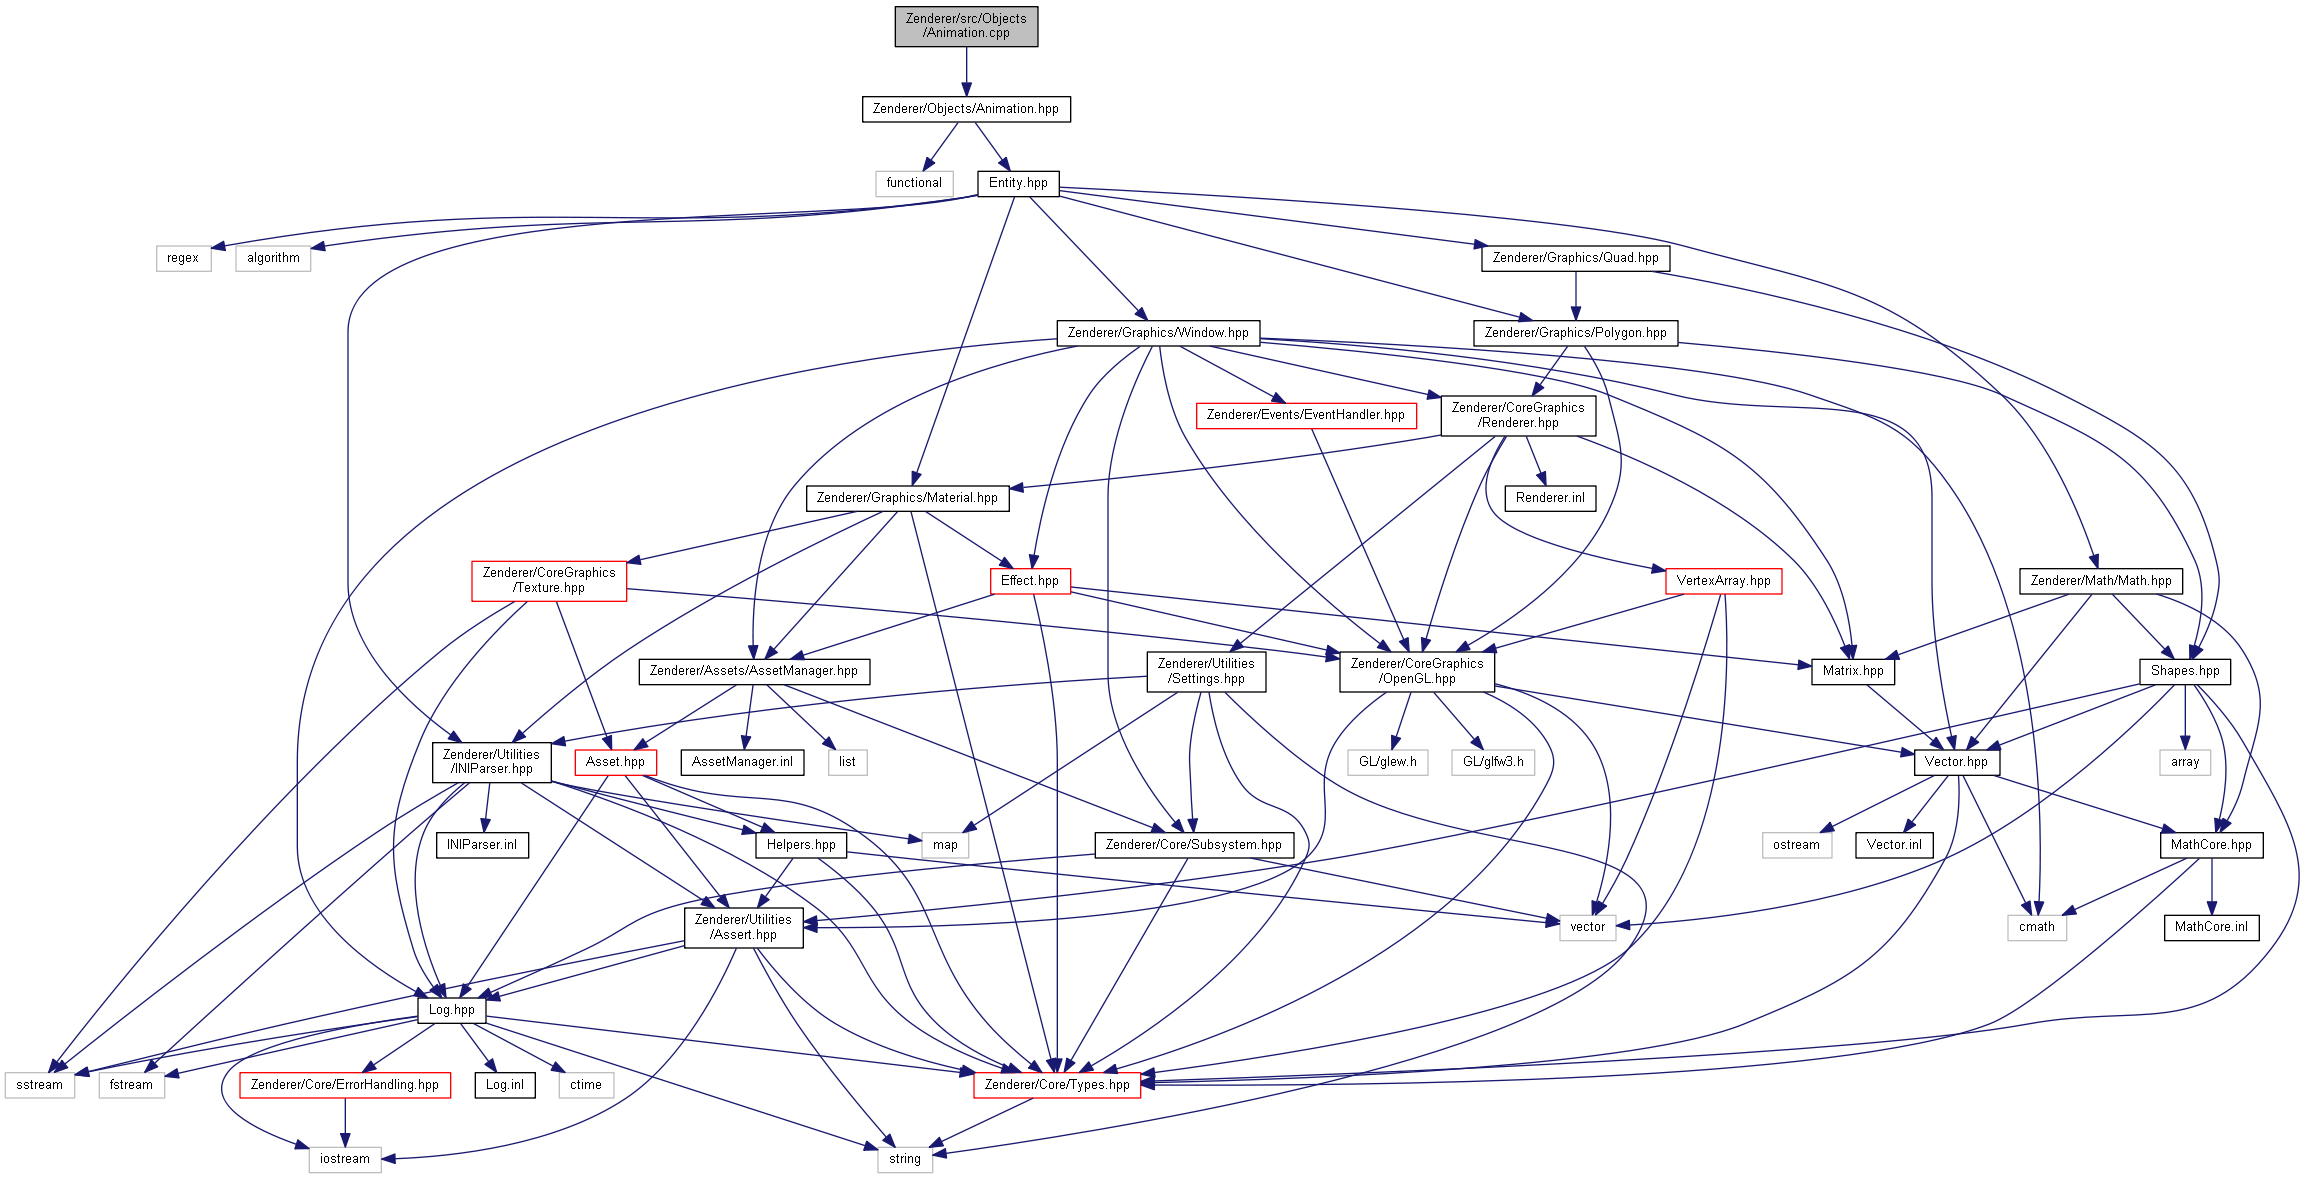 Zenderer/src/Objects
/Animation.cpp
Zenderer/Objects/Animation.hpp
functional
Entity.hpp
regex
algorithm
Zenderer/Graphics/Quad.hpp
Zenderer/Graphics/Window.hpp
Zenderer/Graphics/Polygon.hpp
Zenderer/Events/EventHandler.hpp
Zenderer/CoreGraphics
/Renderer.hpp
Zenderer/Graphics/Material.hpp
Renderer.inl
Zenderer/CoreGraphics
/Texture.hpp
Effect.hpp
VertexArray.hpp
Zenderer/Math/Math.hpp
Zenderer/Assets/AssetManager.hpp
Zenderer/Utilities
/Settings.hpp
Zenderer/CoreGraphics
/OpenGL.hpp
Matrix.hpp
Shapes.hpp
Zenderer/Utilities
/INIParser.hpp
Asset.hpp
AssetManager.inl
list
GL/glew.h
GL/glfw3.h
Vector.hpp
array
INIParser.inl
Helpers.hpp
map
Zenderer/Core/Subsystem.hpp
ostream
Vector.inl
MathCore.hpp
Zenderer/Utilities
/Assert.hpp
vector
cmath
MathCore.inl
Log.hpp
sstream
fstream
Zenderer/Core/ErrorHandling.hpp
Log.inl
ctime
Zenderer/Core/Types.hpp
iostream
string